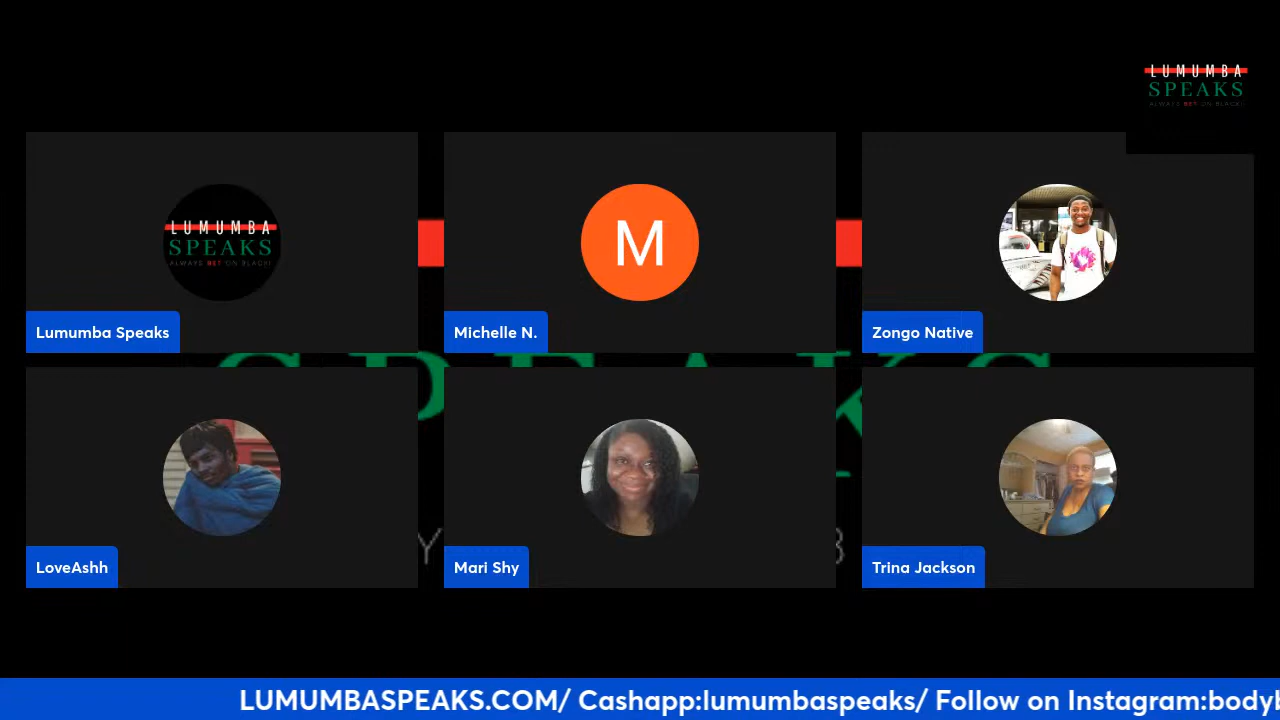 LUMUMBA
SPEAKS
ALWAYS BET ON BLACK!
LUMUMBA
SPEAKS
ALWAYS BET ON BLACK!
M
Lumumba Speaks
Michelle N.
Zongo Native
SPEAKS
LoveAshh
Mari Shy
Trina Jackson
LUMUMBASPEAKS.COM/ Cashapp:lumumbaspeaks/ Follow on Instagram:body